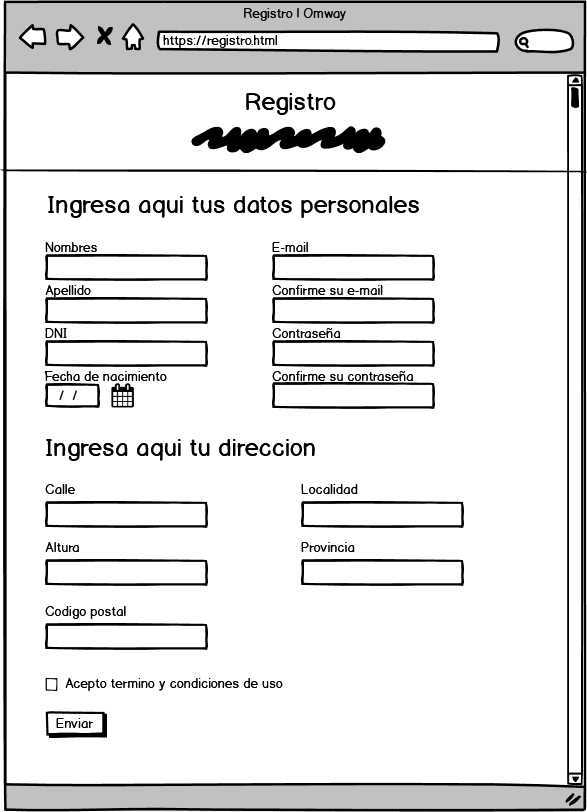 Registro | Omway
https://registro.html
Registro
Ingresa aqui tus datos personales
Nombres
E-mail
Apellido
Confirme su e-mail
DNI
Contraseña
Fecha de nacimiento
Confirme su contraseña
/ /
Ingresa aqui tu direccion
Calle
Localidad
Altura
Provincia
Codigo postal
Acepto termino y condiciones de uso
Enviar